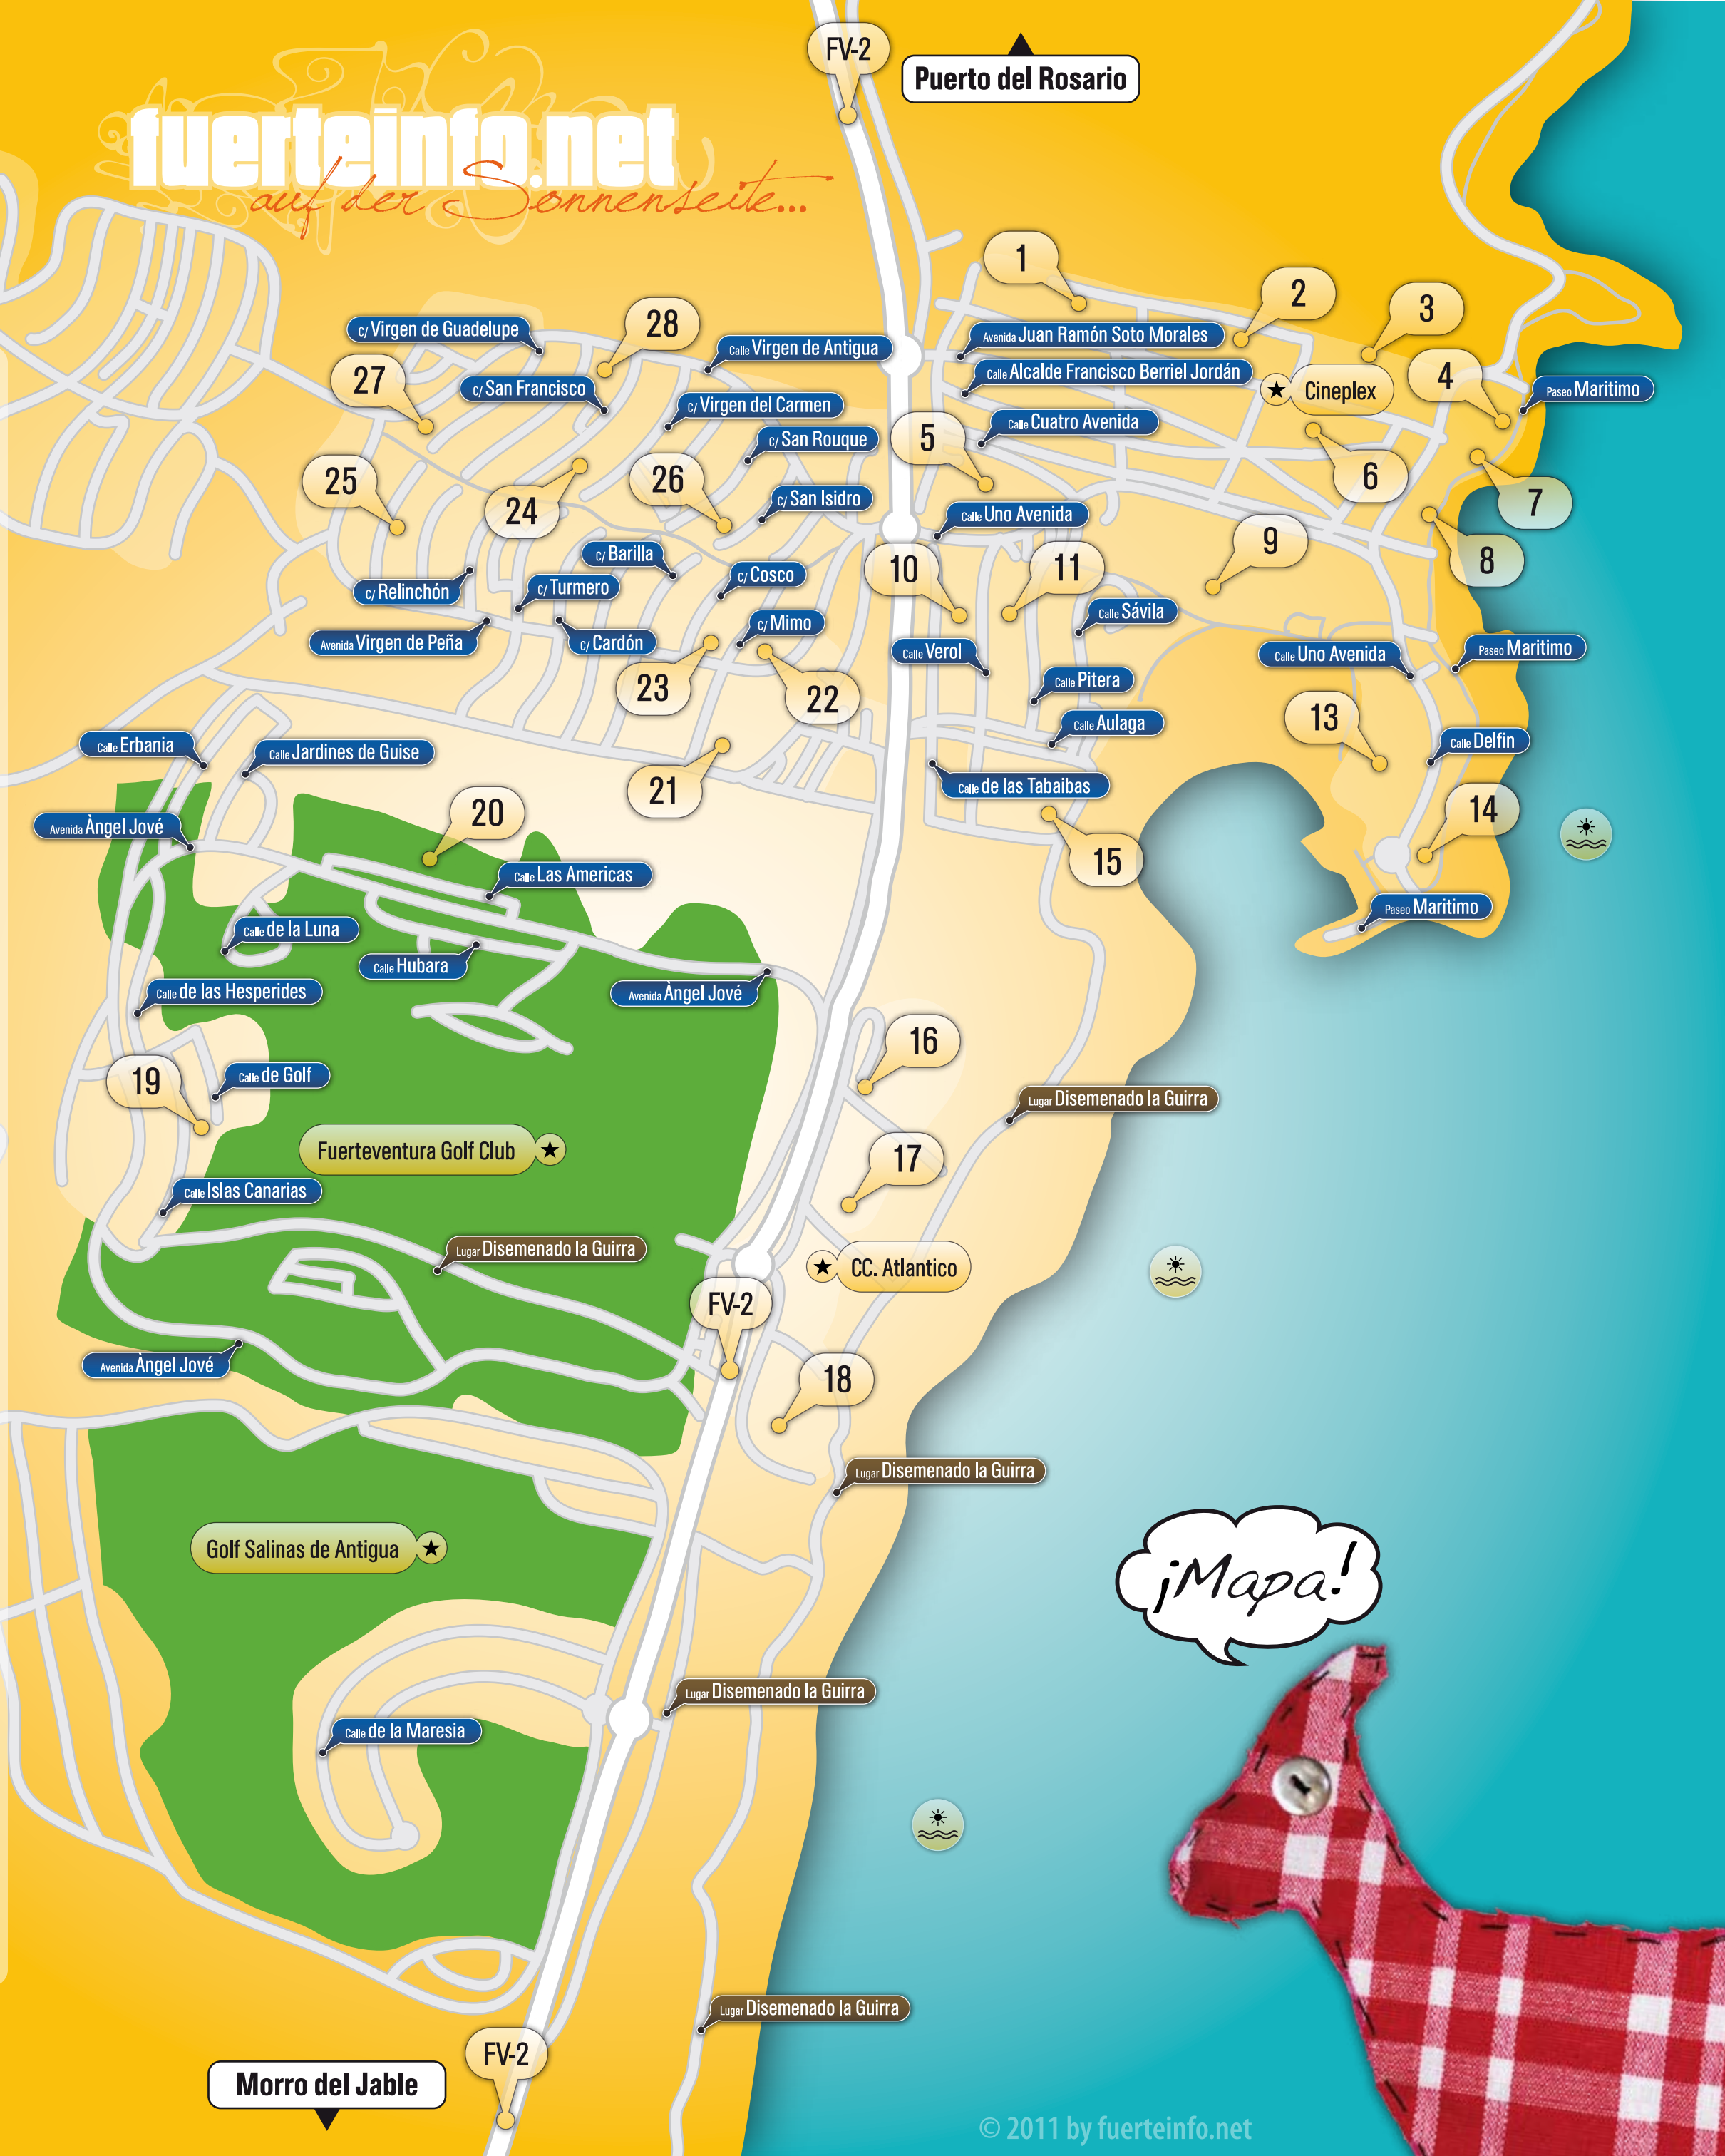 FV-2
Puerto del Rosario
fuerteinfo.net
auf der Sonnenseite...
1
2
3
C/ Virgen de Guadelupe
28
Calle Virgen de Antigua
Avenida Juan Ramón Soto Morales
27
4
C/ San Francisco
Calle Alcalde Francisco Berriel Jordán
Cineplex
Paseo Maritimo
C/ Virgen del Carmen
Calle Cuatro Avenida
C/ San Rouque
5
25
26
6
24
C/ San Isidro
7
Calle Uno Avenida
9
C/ Barilla
8
10
11
C/ Cosco
C/ Relinchón
C/ Turmero
Calle Sávila
C/ Mimo
Avenida Virgen de Peña
C/ Cardón
Calle Verol
Calle Uno Avenida
Paseo Maritimo
23
22
Calle Pitera
13
Calle Aulaga
Calle Erbania
Calle Jardines de Guise
Calle Delfin
21
Calle de las Tabaibas
20
14
Avenida Àngel Jové
15
Calle Las Americas
Paseo Maritimo
Calle de la Luna
Calle Hubara
Calle de las Hesperides
Avenida Àngel Jové
16
19
Calle de Golf
Lugar Disemenado la Guirra
Fuerteventura Golf Club
17
Calle Islas Canarias
Lugar Disemenado la Guirra
CC. Atlantico
FV-2
Avenida Àngel Jové
18
Lugar Disemenado la Guirra
Golf Salinas de Antigua
¡Mapa!
Lugar Disemenado la Guirra
Calle de la Maresia
Lugar Disemenado la Guirra
FV-2
Morro del Jable
© 2011 by fuerteinfo.net